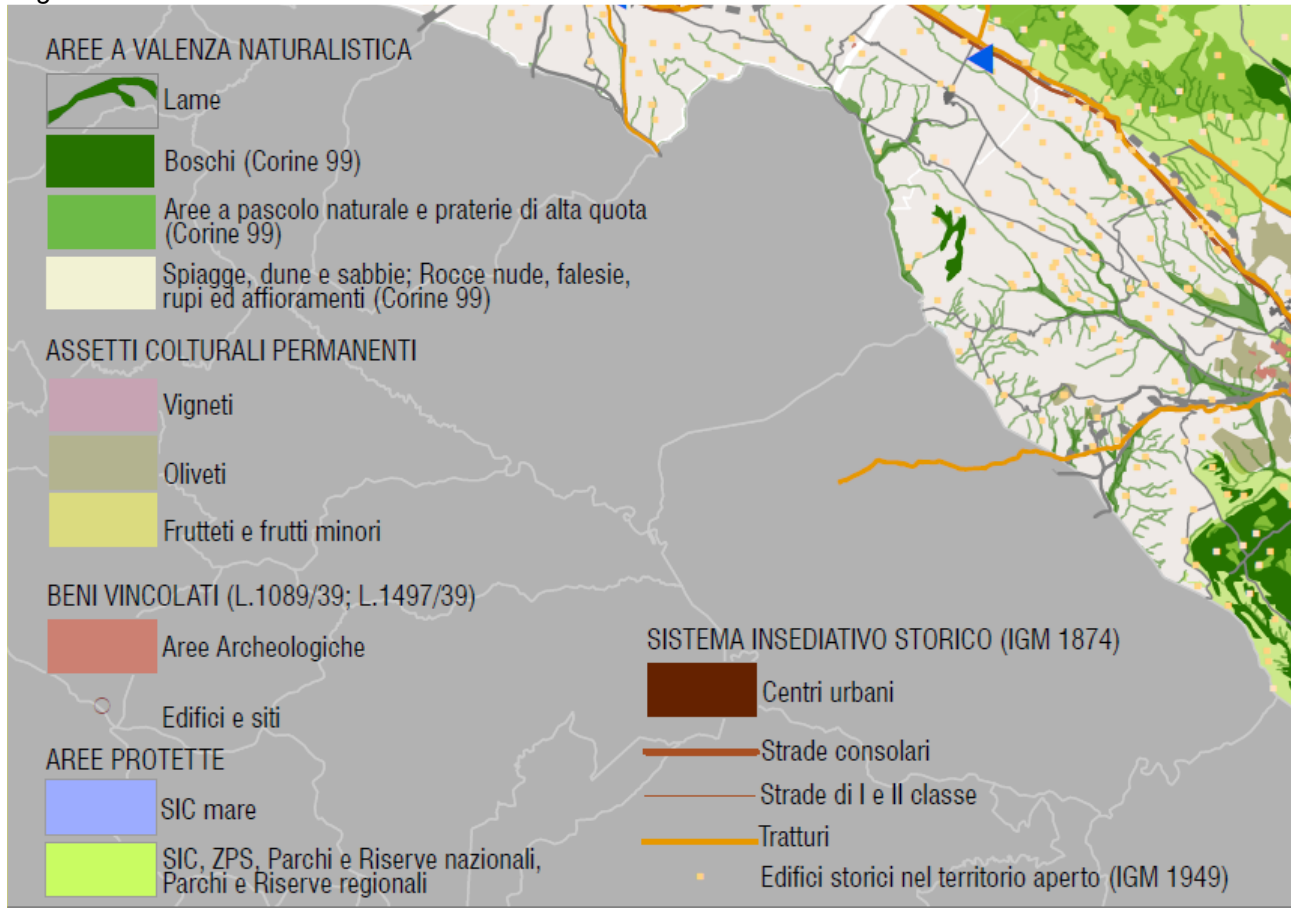 AREE A VALENZA NATURALISTICA
Lame
Boschi (Corine 99)
Aree a pascolo naturale e praterie di alta quota
(Corine 99)
Spiagge, dune e sabbie; Rocce nude, falesie,
rupi ed affioramenti (Corine 99)
ASSETTI COLTURALI PERMANENTI
Vigneti
Oliveti
Frutteti e frutti minori
BENI VINCOLATI (L.1089/39; L.1497/39)
Aree Archeologiche
Edifici e siti
AREE PROTETTE
SIC mare
SIC, ZPS, Parchi e Riserve nazionali,
Parchi e Riserve regionali
SISTEMA INSEDIATIVO STORICO (IGM 1874)
Centri urbani
Strade consolari
Strade di I e II classe
Tratturi
Edifici storici nel territorio aperto (IGM 1949)